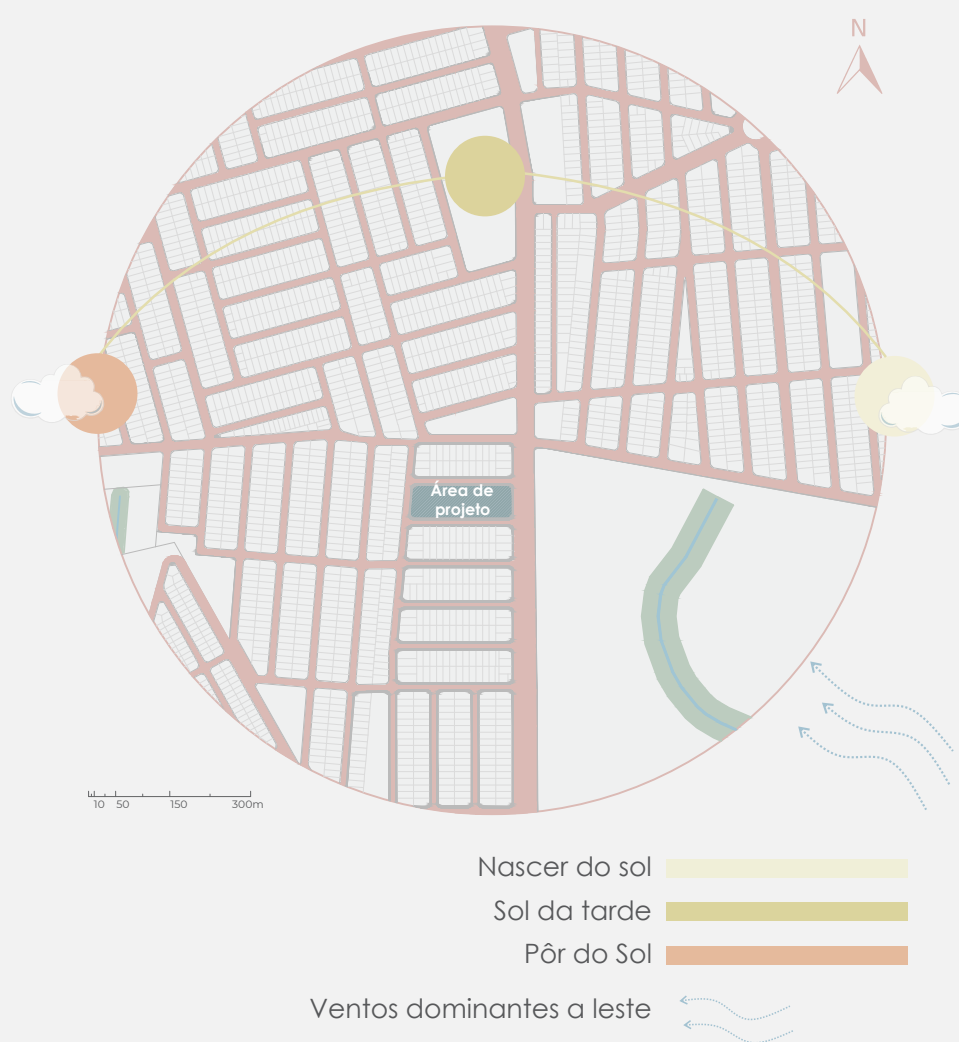 N
Área de
projeto
10 50 150 300m
Nascer do sol
Sol da tarde
Pôr do Sol
Ventos dominantes a leste